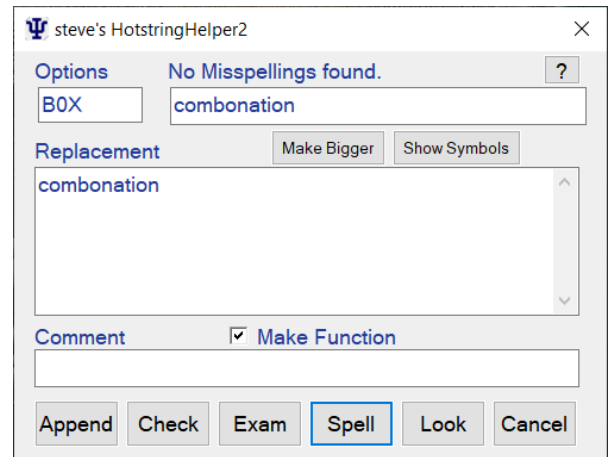 Ψ steve's HotstringHelper2
Options No Misspellings found. ?
B0X combonation
Replacement Make Bigger Show Symbols
combonation
Comment Make Function
Append Check Exam Spell Look Cancel